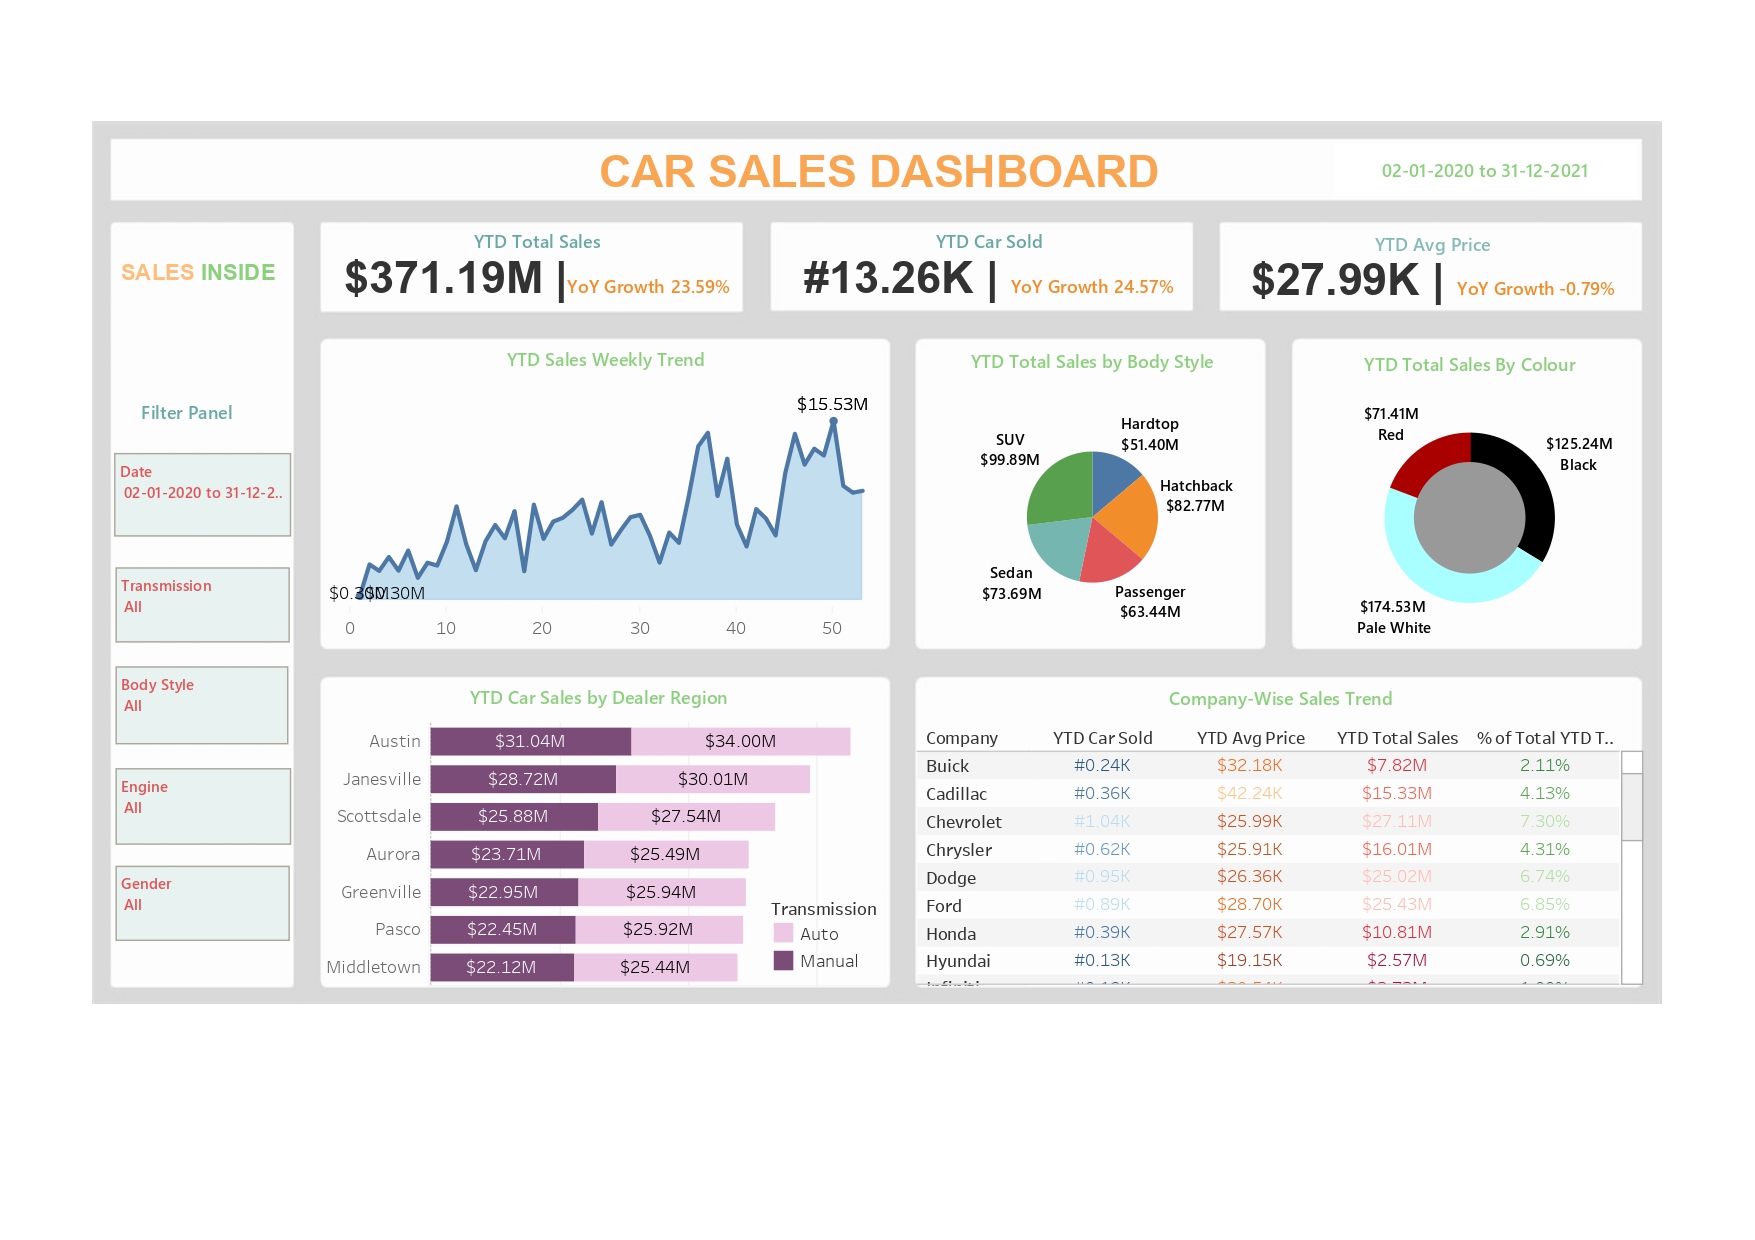 CAR SALES DASHBOARD
02-01-2020 to 31-12-2021
SALES INSIDE
Filter Panel
Date
02-01-2020 to 31-12-2..
Transmission
All
Body Style
All
Engine
All
Gender
All
YTD Total Sales
$371.19M | YoY Growth 23.59%
YTD Car Sold
#13.26K | YoY Growth 24.57%
YTD Avg Price
$27.99K | YoY Growth -0.79%
YTD Sales Weekly Trend
$15.53M
$0.30M $0.30M
0 10 20 30 40 50
YTD Total Sales by Body Style
Hardtop
$51.40M
SUV
$99.89M
Hatchback
$82.77M
Sedan
$73.69M
Passenger
$63.44M
YTD Total Sales By Colour
$71.41M
Red
$125.24M
Black
$174.53M
Pale White
YTD Car Sales by Dealer Region
Austin $31.04M $34.00M
Janesville $28.72M $30.01M
Scottsdale $25.88M $27.54M
Aurora $23.71M $25.49M
Greenville $22.95M $25.94M
Pasco $22.45M $25.92M
Middletown $22.12M $25.44M
Transmission
Auto
Manual
Company-Wise Sales Trend
Company YTD Car Sold YTD Avg Price YTD Total Sales % of Total YTD T..
Buick #0.24K $32.18K $7.82M 2.11%
Cadillac #0.36K $42.24K $15.33M 4.13%
Chevrolet #1.04K $25.99K $27.11M 7.30%
Chrysler #0.62K $25.91K $16.01M 4.31%
Dodge #0.95K $26.36K $25.02M 6.74%
Ford #0.89K $28.70K $25.43M 6.85%
Honda #0.39K $27.57K $10.81M 2.91%
Hyundai #0.13K $19.15K $2.57M 0.69%